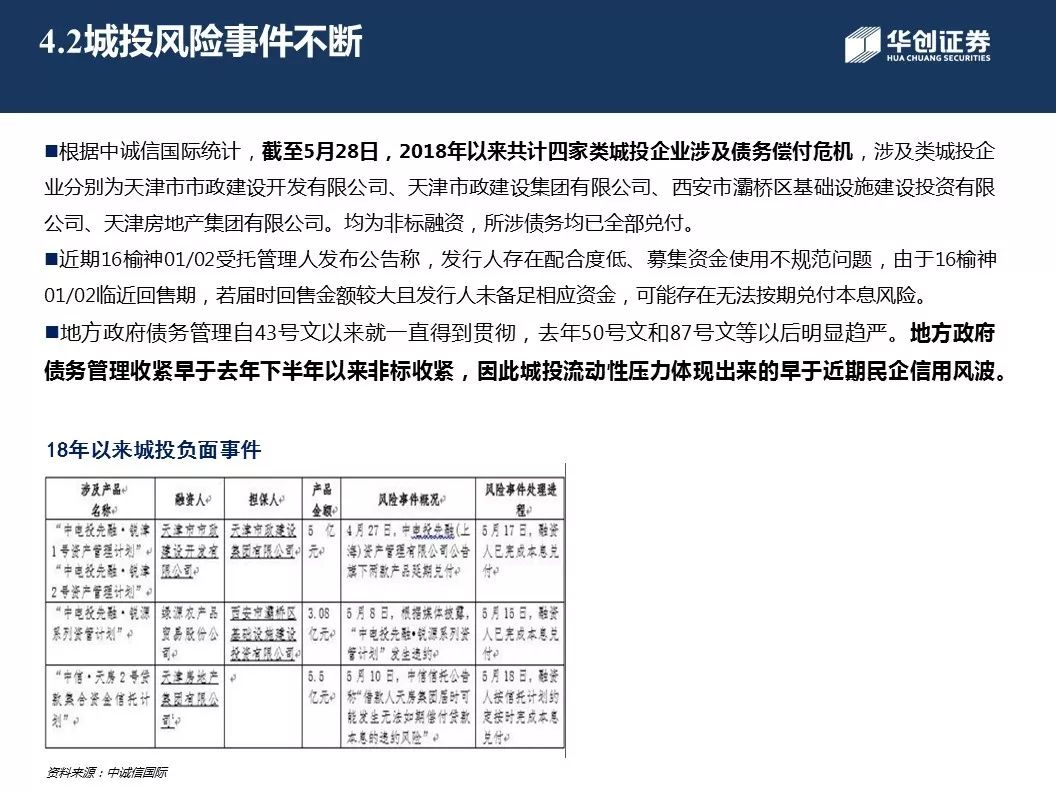 4.2城投风险事件不断
华创证券
HUA CHUANG SECURITIES
■根据中诚信国际统计，截至5月28日，2018年以来共计四家类城投企业涉及债务偿付危机，涉及类城投企
业分别为天津市市政建设开发有限公司、天津市政建设集团有限公司、西安市灞桥区基础设施建设投资有限
公司、天津房地产集团有限公司。均为非标融资，所涉债务均已全部兑付。
■近期16榆神01/02受托管理人发布公告称，发行人存在配合度低、募集资金使用不规范问题，由于16榆神
01/02临近回售期，若届时回售金额较大且发行人未备足相应资金，可能存在无法按期兑付本息风险。
■地方政府债务管理自43号文以来就一直得到贯彻，去年50号文和87号文等以后明显趋严。地方政府
债务管理收紧早于去年下半年以来非标收紧，因此城投流动性压力体现出来的早于近期民企信用风波。
18年以来城投负面事件
涉及产品
名称
融资人
担保人
产品
金额
风险事件概况
风险事件处理进
程
“中电投先融·锐津
1号资产管理计划”
“中电投先融·锐津
2号资产管理计划”
天津市市政
建设开发有
限公司
天津市政建设
集团有限公司
5 亿
元
4月27日，中电投先融(上
海)资产管理有限公司公告
旗下两款产品延期兑付
5月17日，融资
人已完成本息兑
付
“中电投先融·锐源
系列资管计划”
绿源农产品
贸易股份公
司
西安市灞桥区
基础设施建设
投资有限公司
3.08
亿元
5月8日，根据媒体披露，
“中电投先融·锐源系列资
管计划”发生违约
5月15日，融资
人已完成本息兑
付
“中信·天房2号贷
款集合资金信托计
划”
天津房地产
集团有限公
司
5.5
亿元
5月10日，中信信托公告
称“借款人天房集团届时可
能发生无法如期偿付贷款
本息的违约风险”
5月18日，融资
人按信托计划约
定按时完成本息
兑付
资料来源：中诚信国际